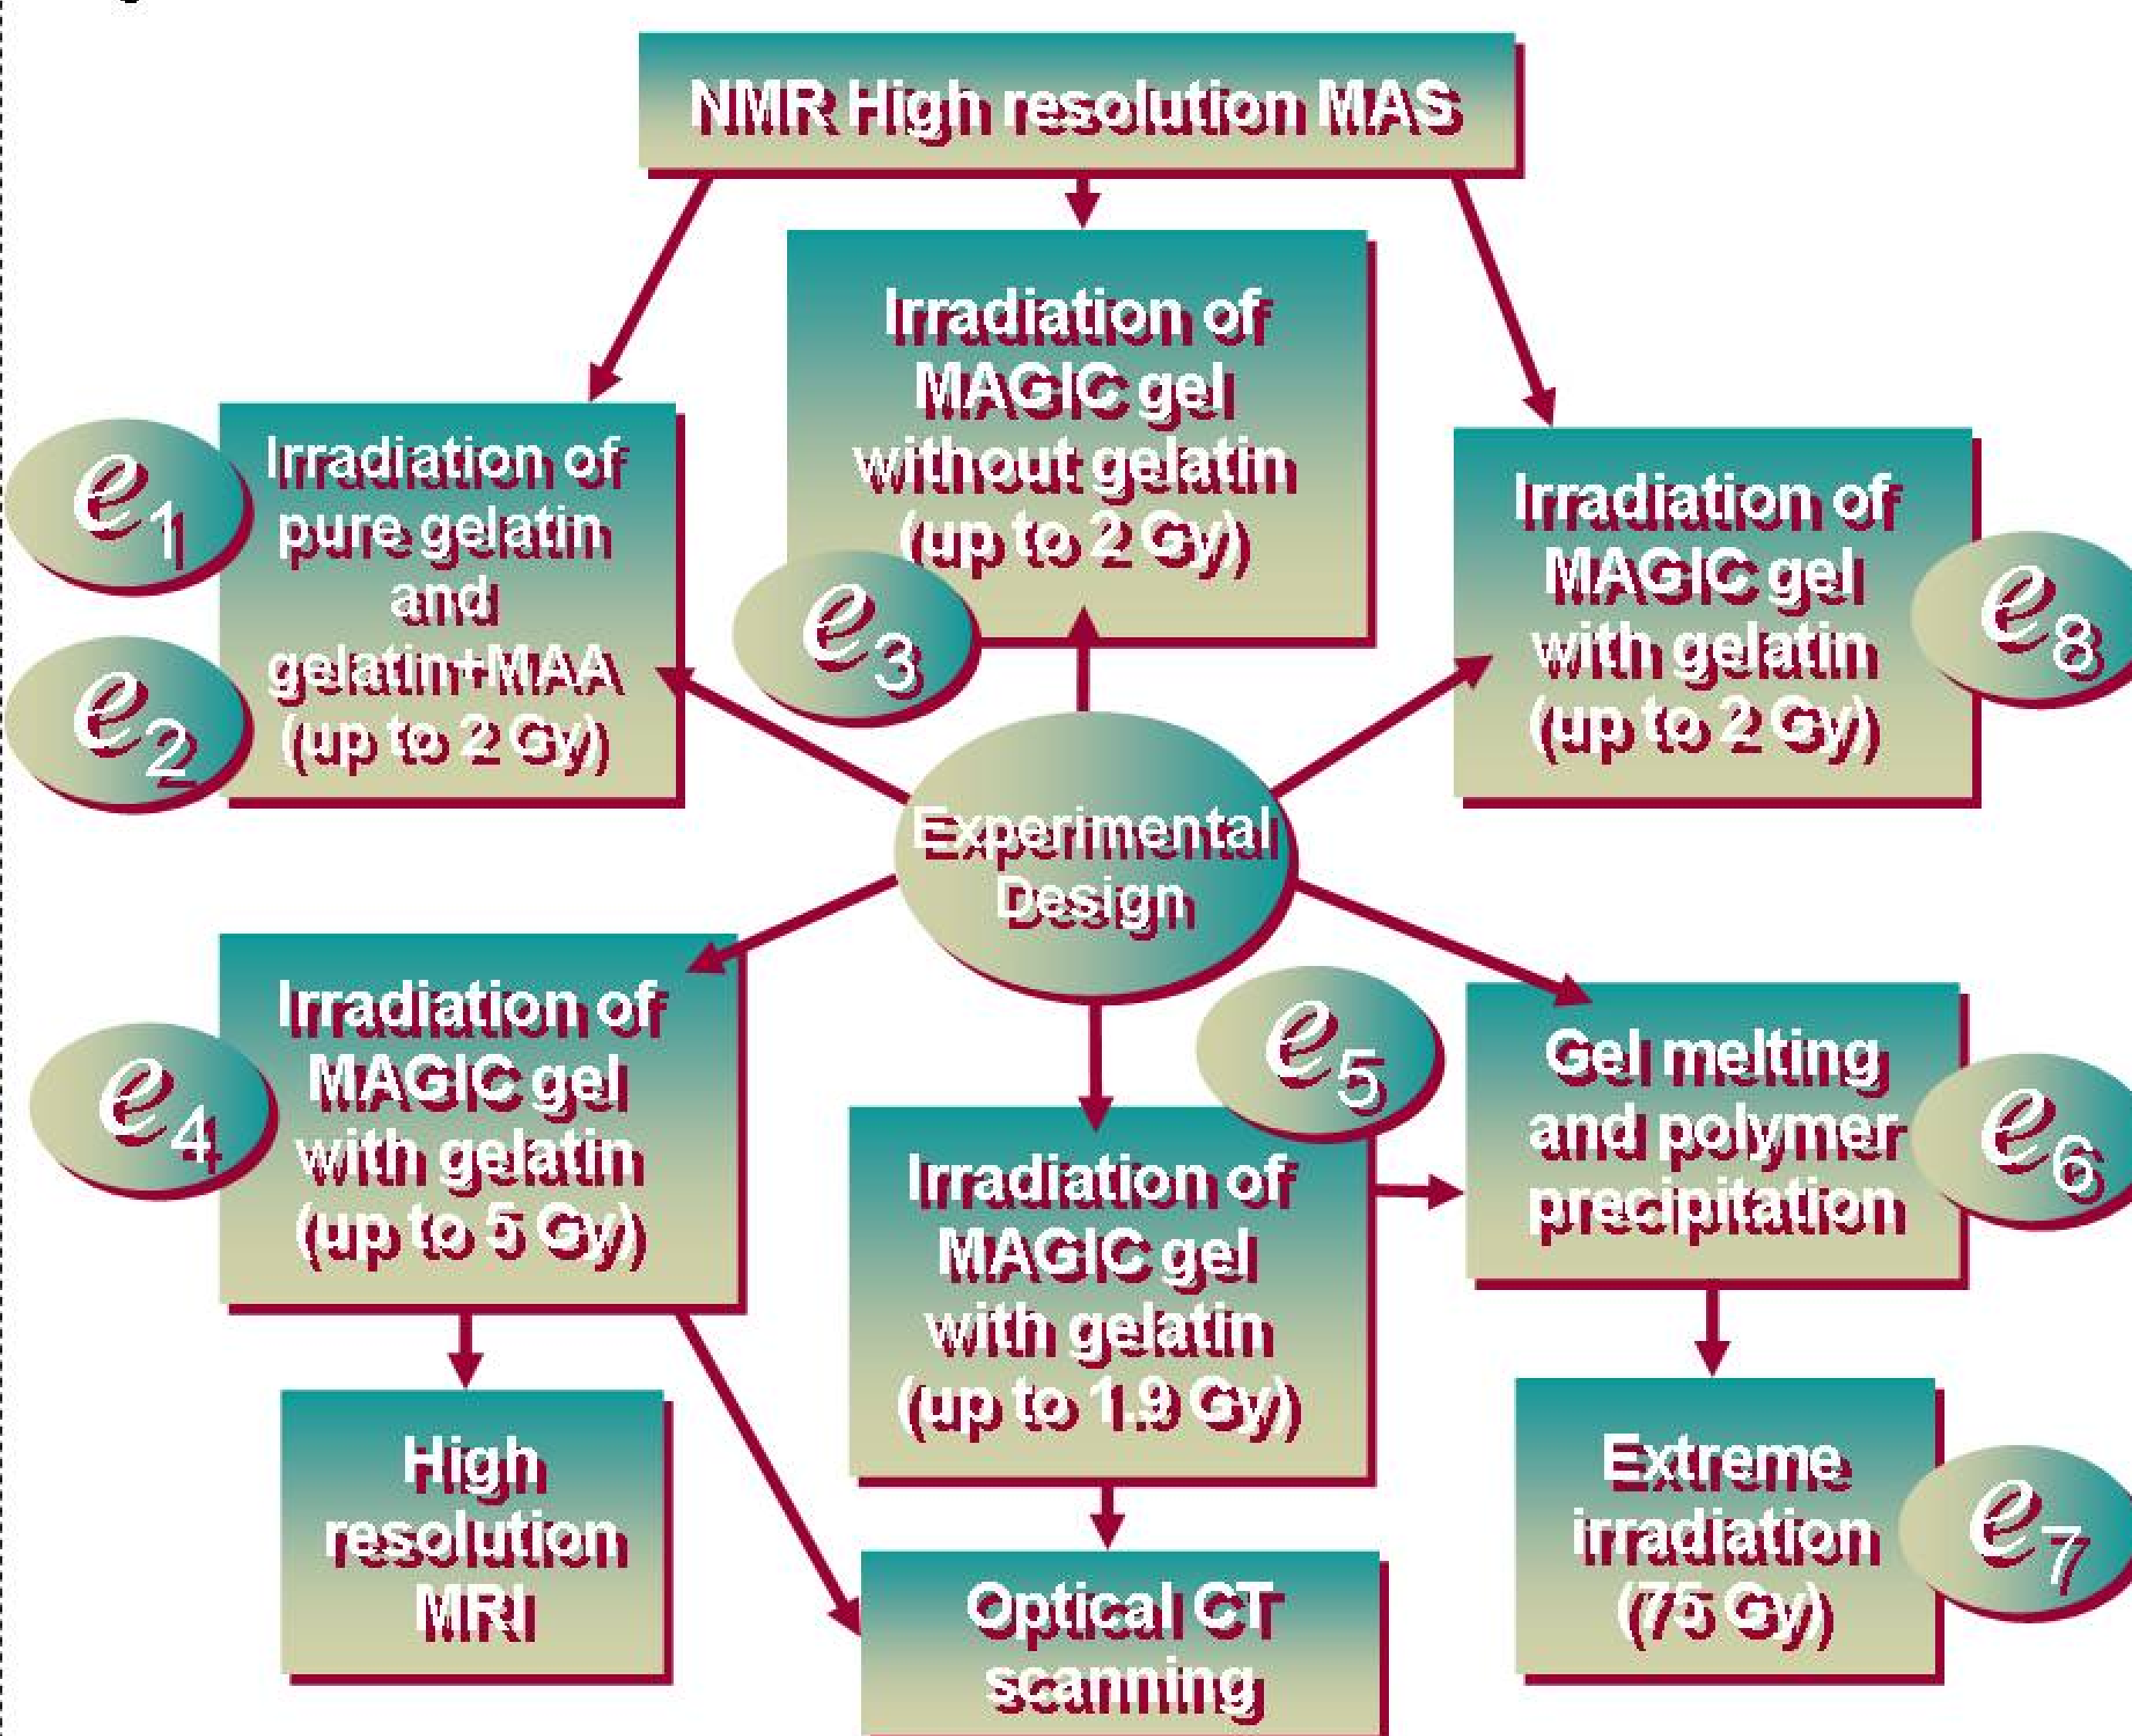 NMR High resolution MAS
Irradiation of
MAGIC gel
without gelatin
(up to 2 Gy)
e3
e1
e2
Irradiation of
pure gelatin
and
gelatin+MAA
(up to 2 Gy)
Irradiation of
MAGIC gel
with gelatin
(up to 2 Gy)
e8
Experimental
Design
e4
Irradiation of
MAGIC gel
with gelatin
(up to 5 Gy)
e5
Irradiation of
MAGIC gel
with gelatin
(up to 1.9 Gy)
Gel melting
and polymer
precipitation
e6
High
resolution
MRI
Optical CT
scanning
Extreme
irradiation
(75 Gy)
e7